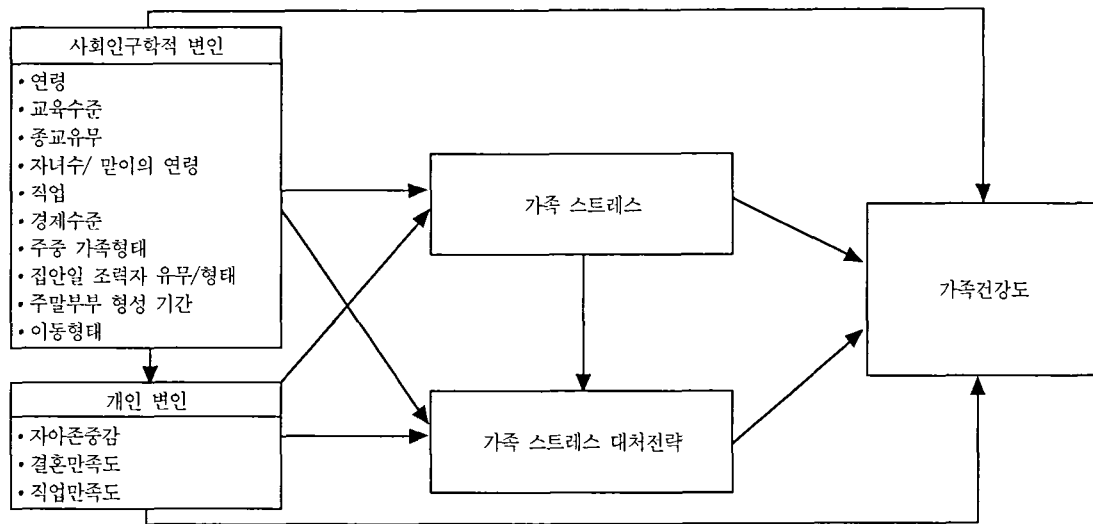 사회인구학적 변인
• 연령
• 교육수준
• 종교유무
• 자녀수/ 맏이의 연령
• 직업
• 경제수준
• 주중 가족형태
• 집안일 조력자 유무/형태
• 주말부부 형성 기간
• 이동형태
개인 변인
• 자아존중감
• 결혼만족도
• 직업만족도
가족 스트레스
가족 스트레스 대처전략
가족건강도